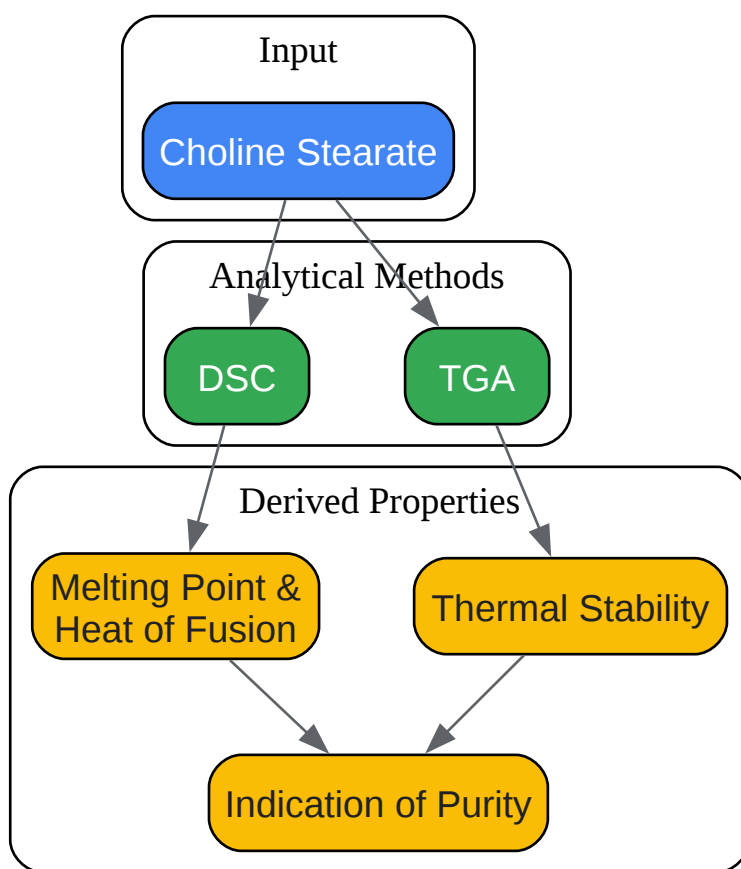 Input
Choline Stearate
Analytical Methods
DSC
TGA
Derived Properties
Melting Point &
Heat of Fusion
Thermal Stability
Indication of Purity